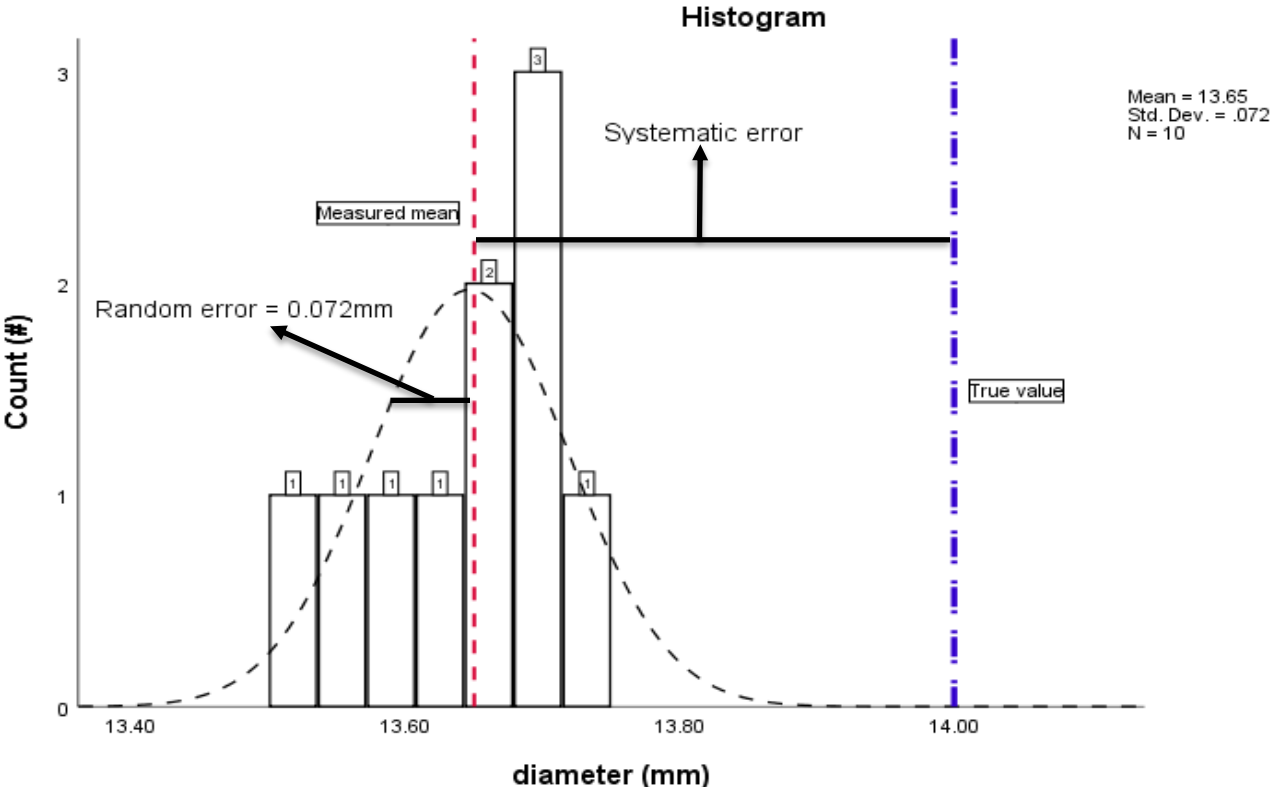 Histogram
Mean = 13.65
Std. Dev. = .072
N = 10
Systematic error
Measured mean
Random error = 0.072mm
True value
Count (#)
3
2
1
0
3
2
1
1
1
1
1
13.40
13.60
13.80
14.00
diameter (mm)